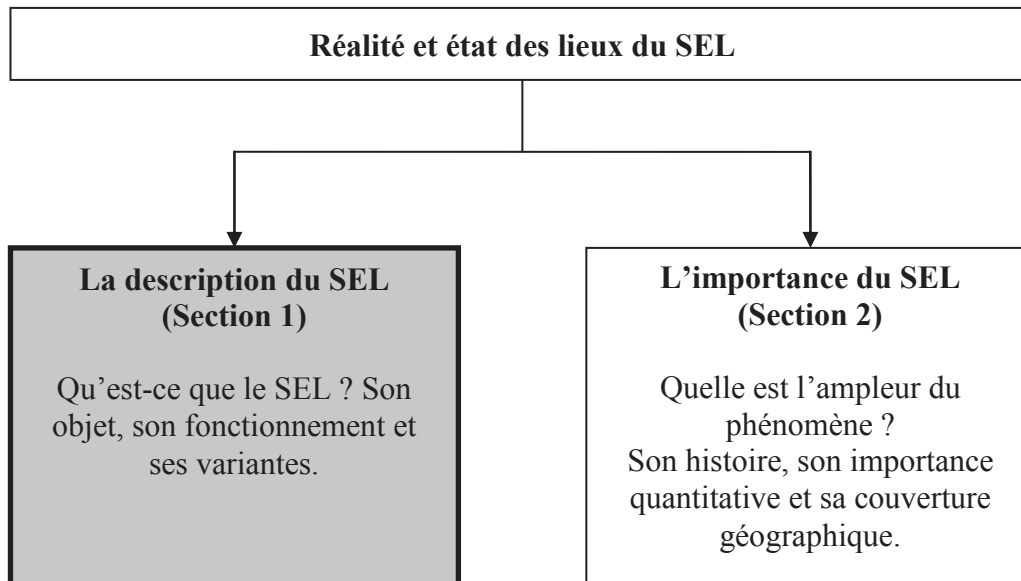 Réalité et état des lieux du SEL
La description du SEL
(Section 1)
Qu’est-ce que le SEL ? Son
objet, son fonctionnement et
ses variantes.
L’importance du SEL
(Section 2)
Quelle est l’ampleur du
phénomène ?
Son histoire, son importance
quantitative et sa couverture
géographique.